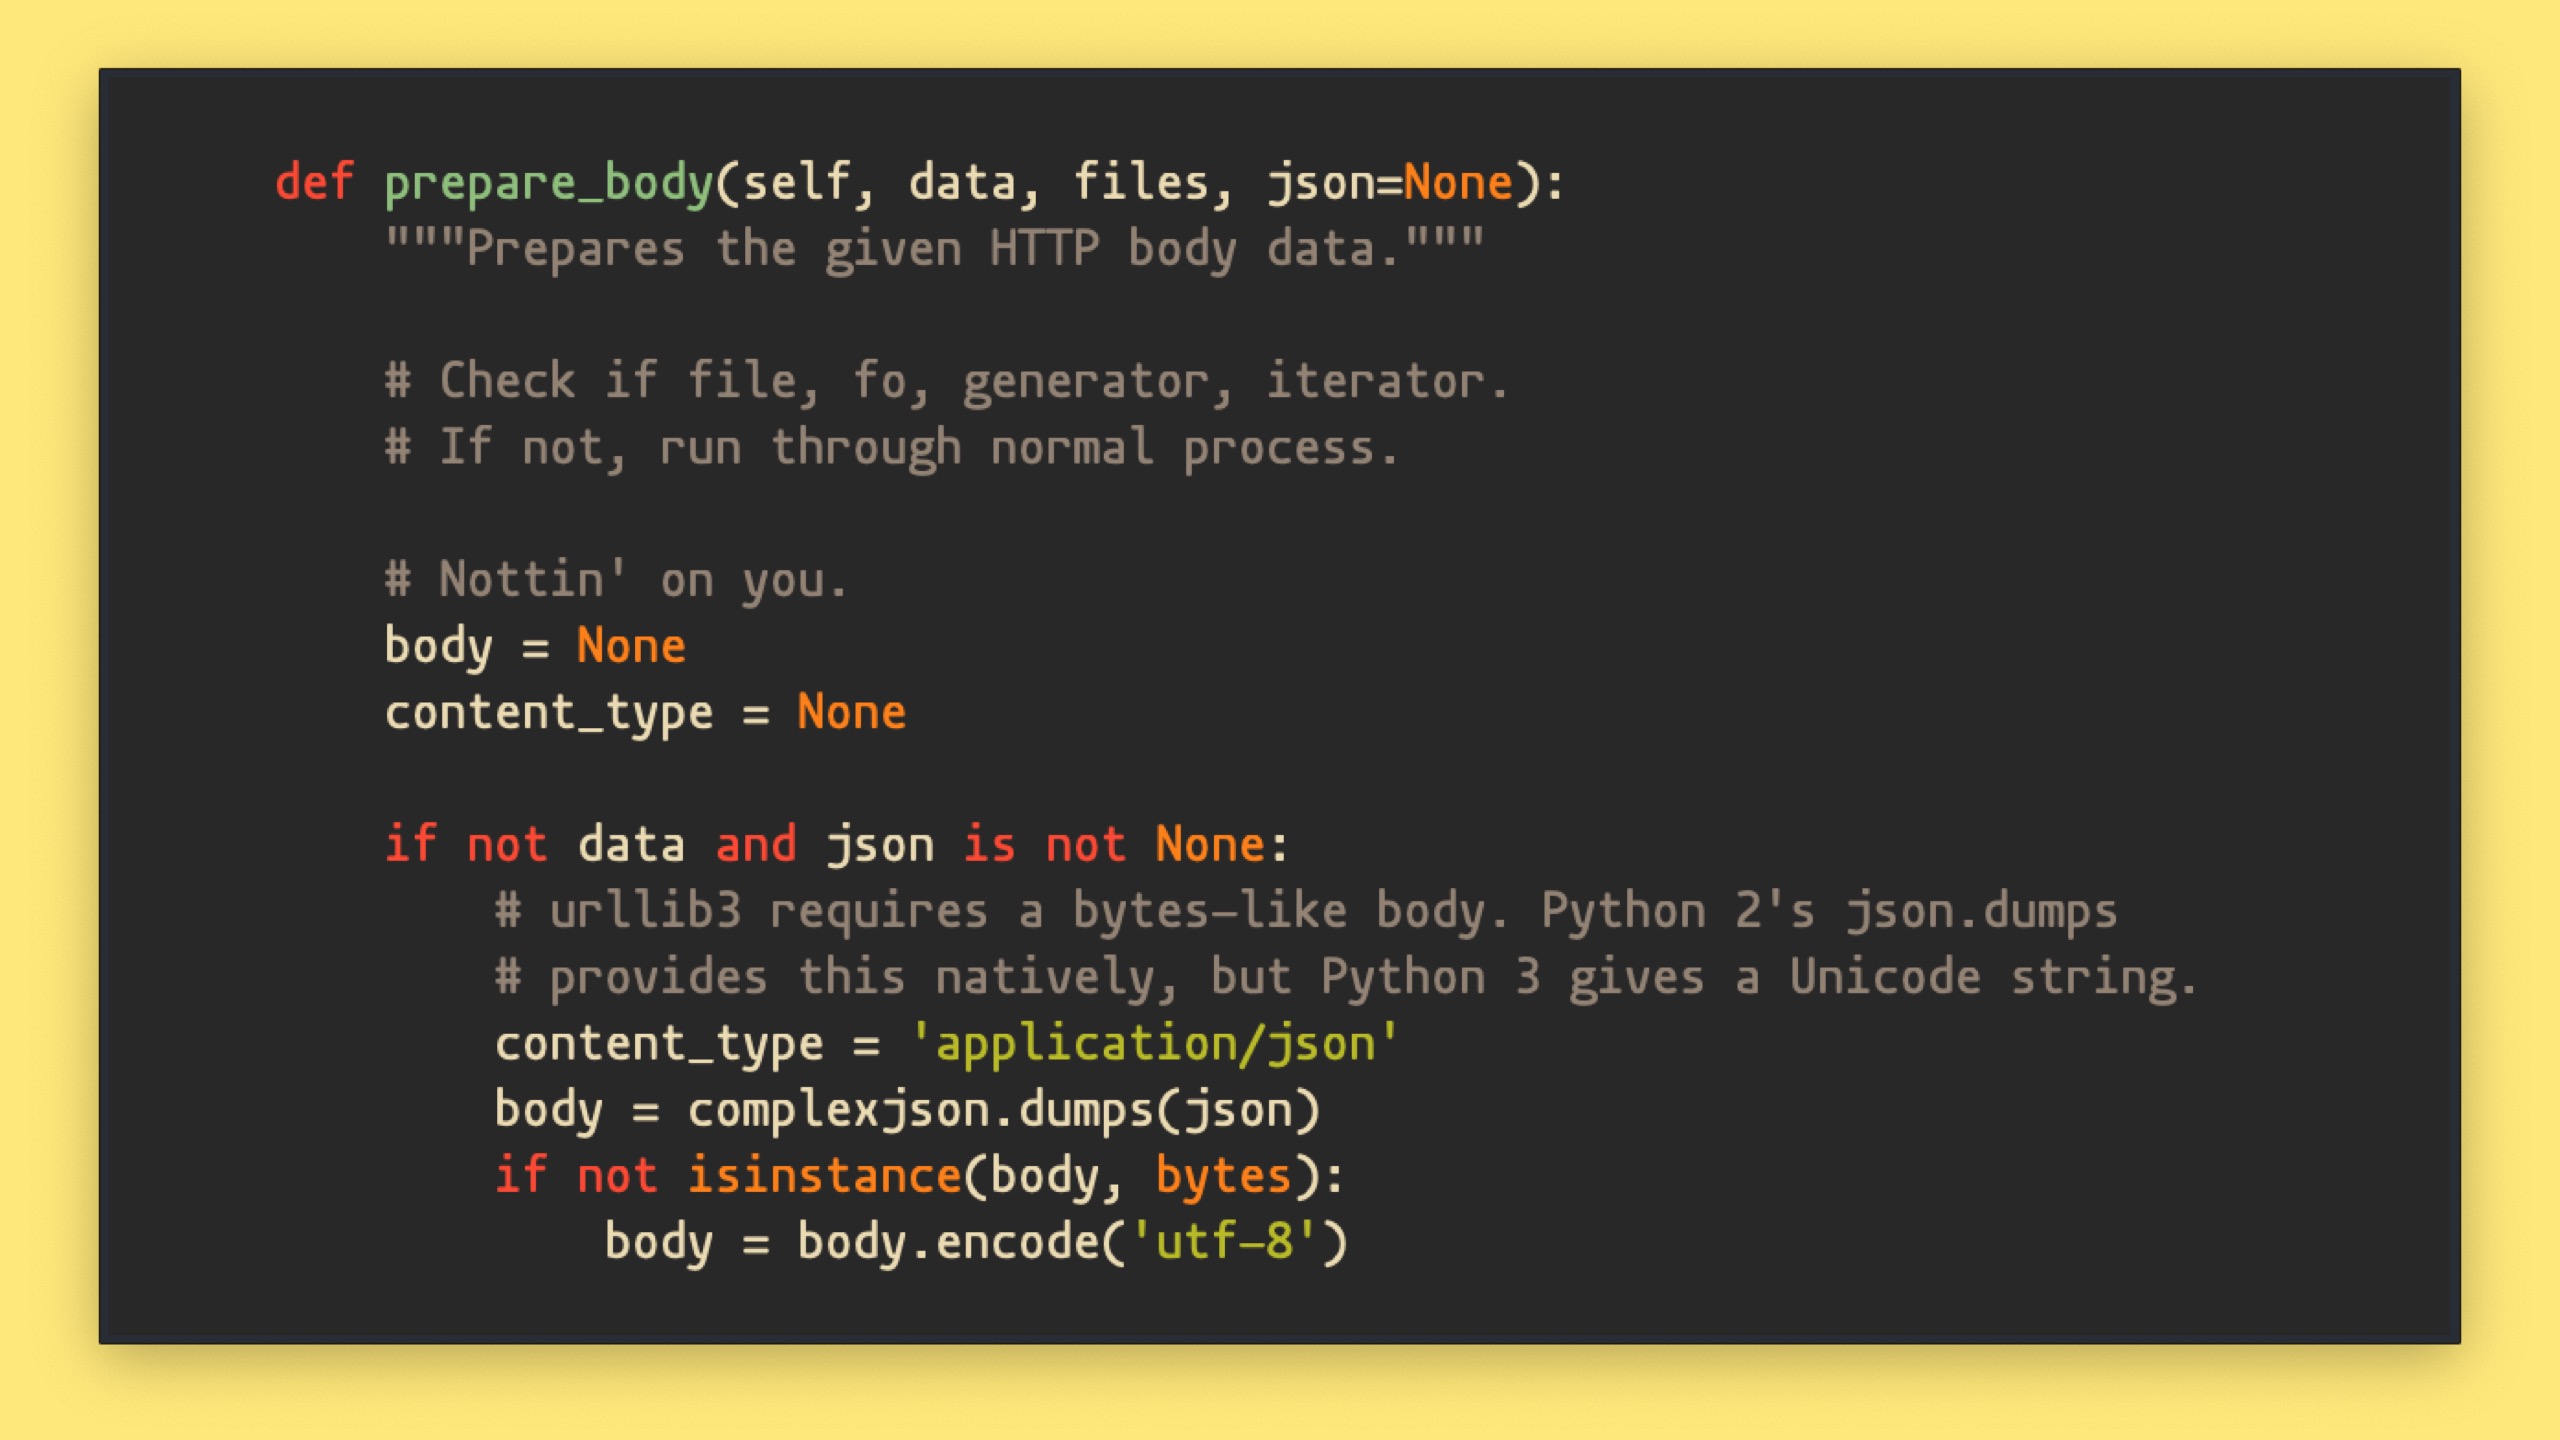 def prepare_body(self, data, files, json=None):
    """Prepares the given HTTP body data."""

    # Check if file, fo, generator, iterator.
    # If not, run through normal process.

    # Nottin' on you.
    body = None
    content_type = None

    if not data and json is not None:
        # urllib3 requires a bytes-like body. Python 2's json.dumps
        # provides this natively, but Python 3 gives a Unicode string.
        content_type = 'application/json'
        body = complexjson.dumps(json)
        if not isinstance(body, bytes):
            body = body.encode('utf-8')